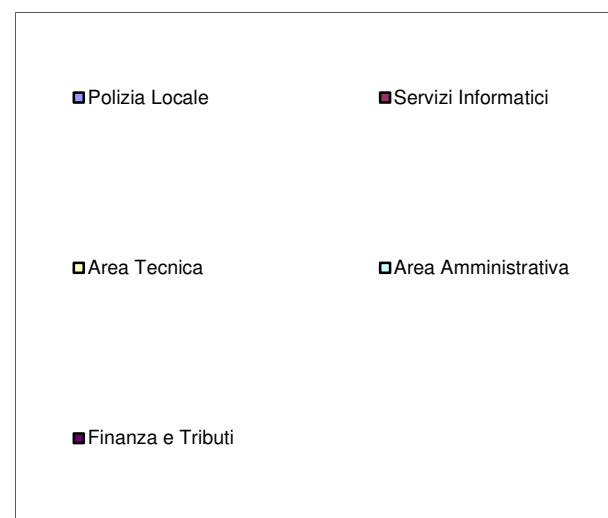 Polizia Locale
Servizi Informatici
Area Tecnica
Area Amministrativa
Finanza e Tributi